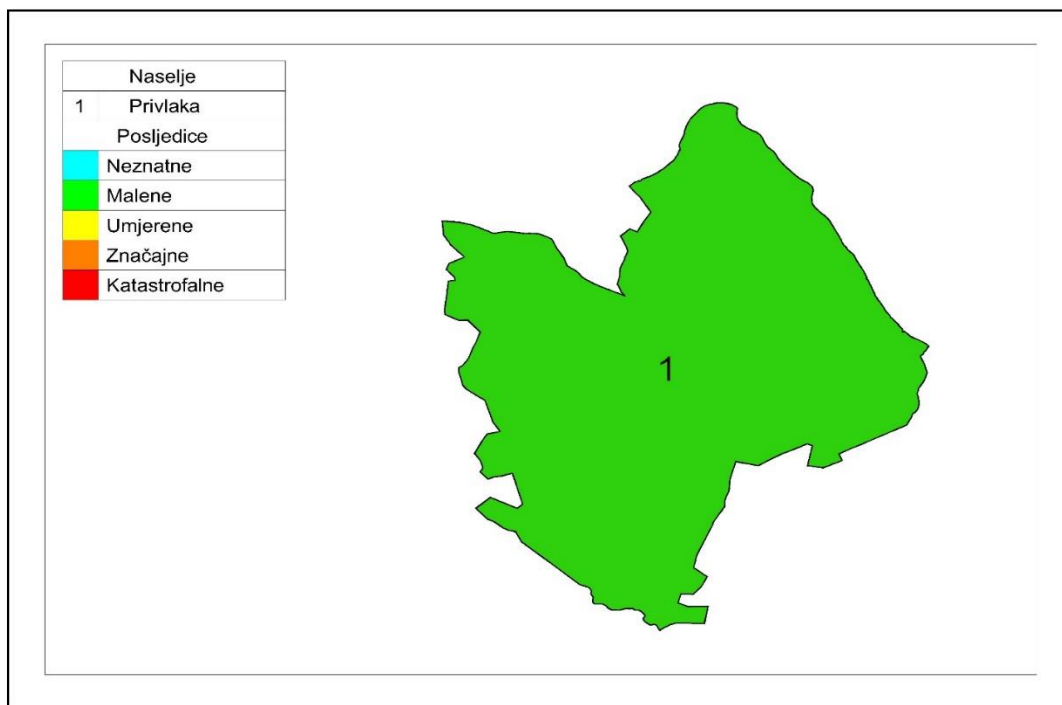 Naselje
1 Privlaka
Posljedice
Neznatne
Malene
Umjerene
Značajne
Katastrofalne
1